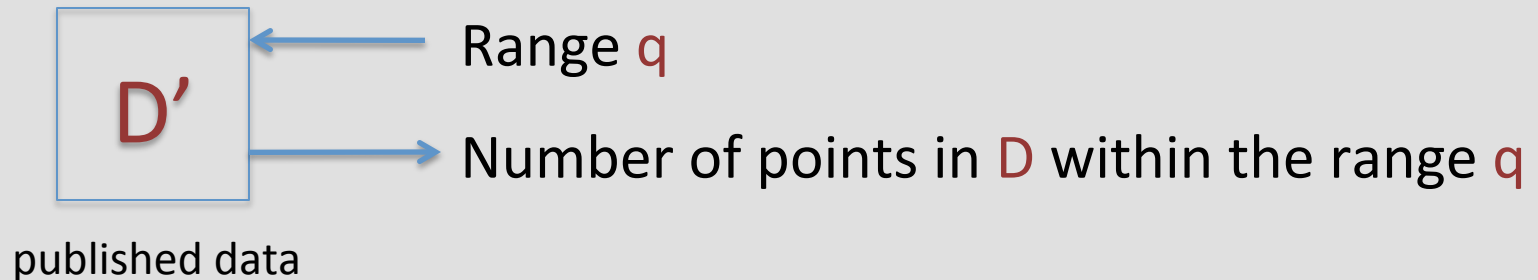 Range q
D′
Number of points in D within the range q
published data